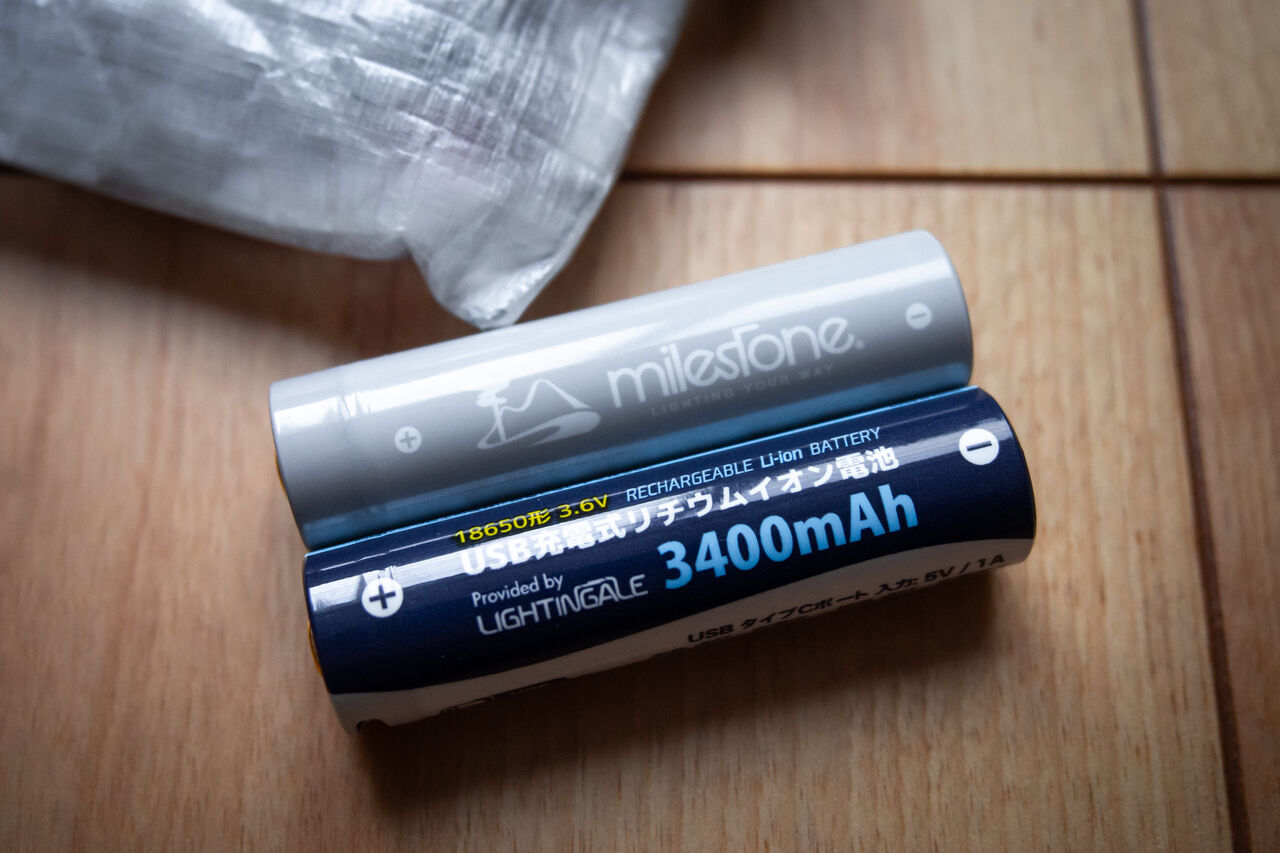 milestone®
LIGHTING YOUR WAY
18650形 3.6V RECHARGEABLE Li-ion BATTERY
USB充電式リチウムイオン電池
3400mAh
Provided by
LIGHTINGALE
USB タイプCポート 入力: 5V / 1A